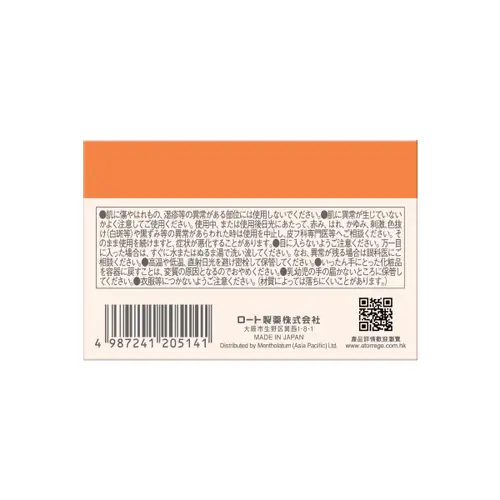 ●肌に傷やはれもの、湿疹等の異常がある部位には使用しないでください。●肌に異常が生じていない
かよく注意してご使用ください。使用中、または使用後日光にあたって、赤み、はれ、かゆみ、刺激、色抜
け(白斑等)や黒ずみ等の異常があらわれた時は使用を中止し、皮フ科専門医等へご相談ください。そ
のまま使用を続けますと、症状が悪化することがあります。●目に入らないようご注意ください。万一目
に入った場合は、すぐに水またはぬるま湯で洗い流してください。なお、異常が残る場合は眼科医にご
相談ください。●高温や低温、直射日光を避け密栓して保管してください。●いったん手にとった化粧品
を容器に戻すことは、変質の原因となるのでおやめください。●乳幼児の手の届かないところに保管し
てください。●衣服等につかないようご注意ください。(材質によっては落ちにくいことがあります。)
ロート製薬株式会社
大阪市生野区巽西1-8-1
MADE IN JAPAN
Distributed by Mentholatum (Asia Pacific) Ltd.
4 987241 205141
產品詳情歡迎瀏覽
www.atorrege.com.hk